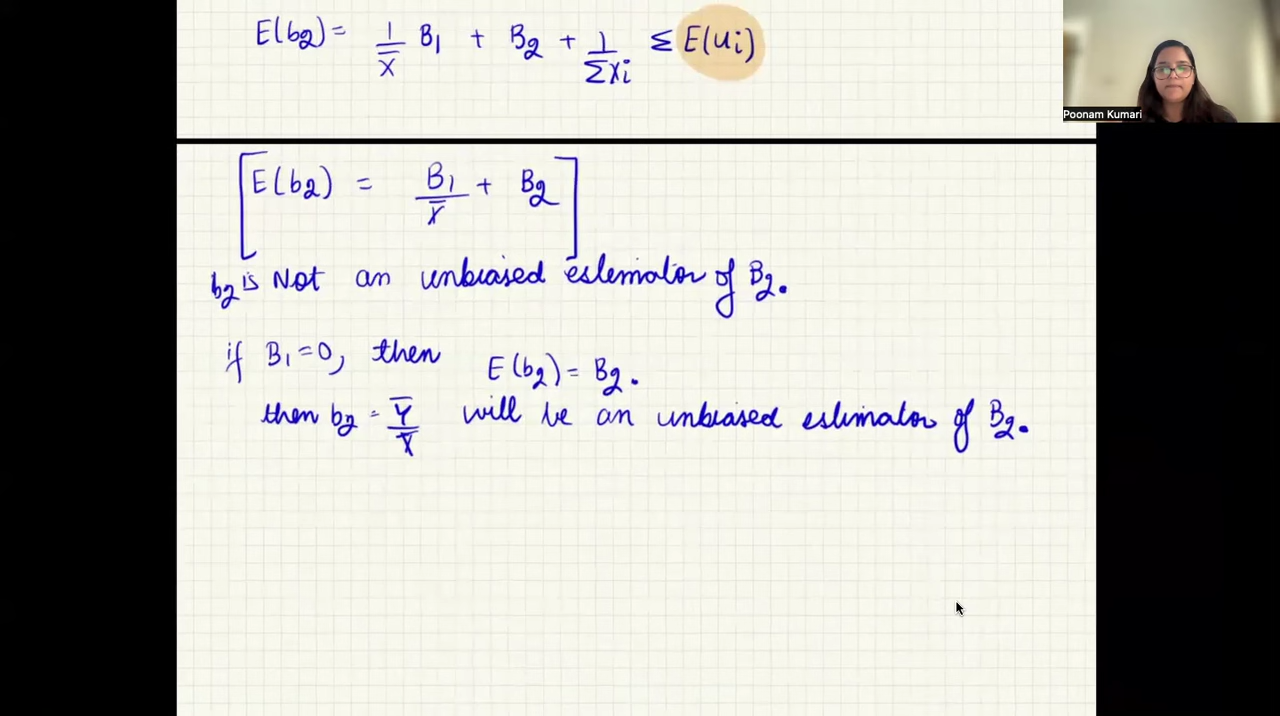 E(b2) = 1/X̅ B1 + B2 + 1/ΣXi Σ E(ui)
Poonam Kumari
[E(b2) = B1/X̅ + B2]
b2 is Not an unbiased estimator of B2.
if B1 = 0, then E(b2) = B2.
then b2 = Y̅/X̅ will be an unbiased estimator of B2.